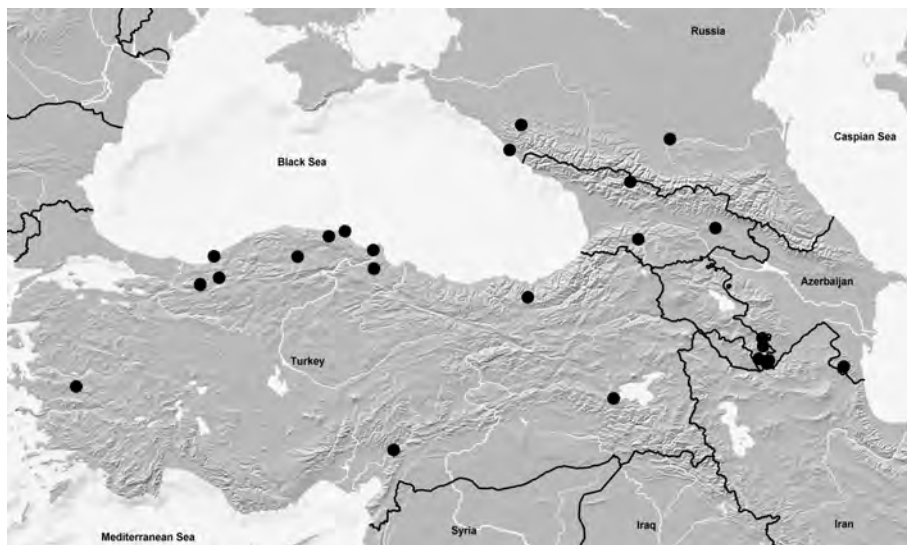 Russia
Caspian Sea
Black Sea
Azerbaijan
Turkey
Mediterranean Sea
Syria
Iraq
Iran